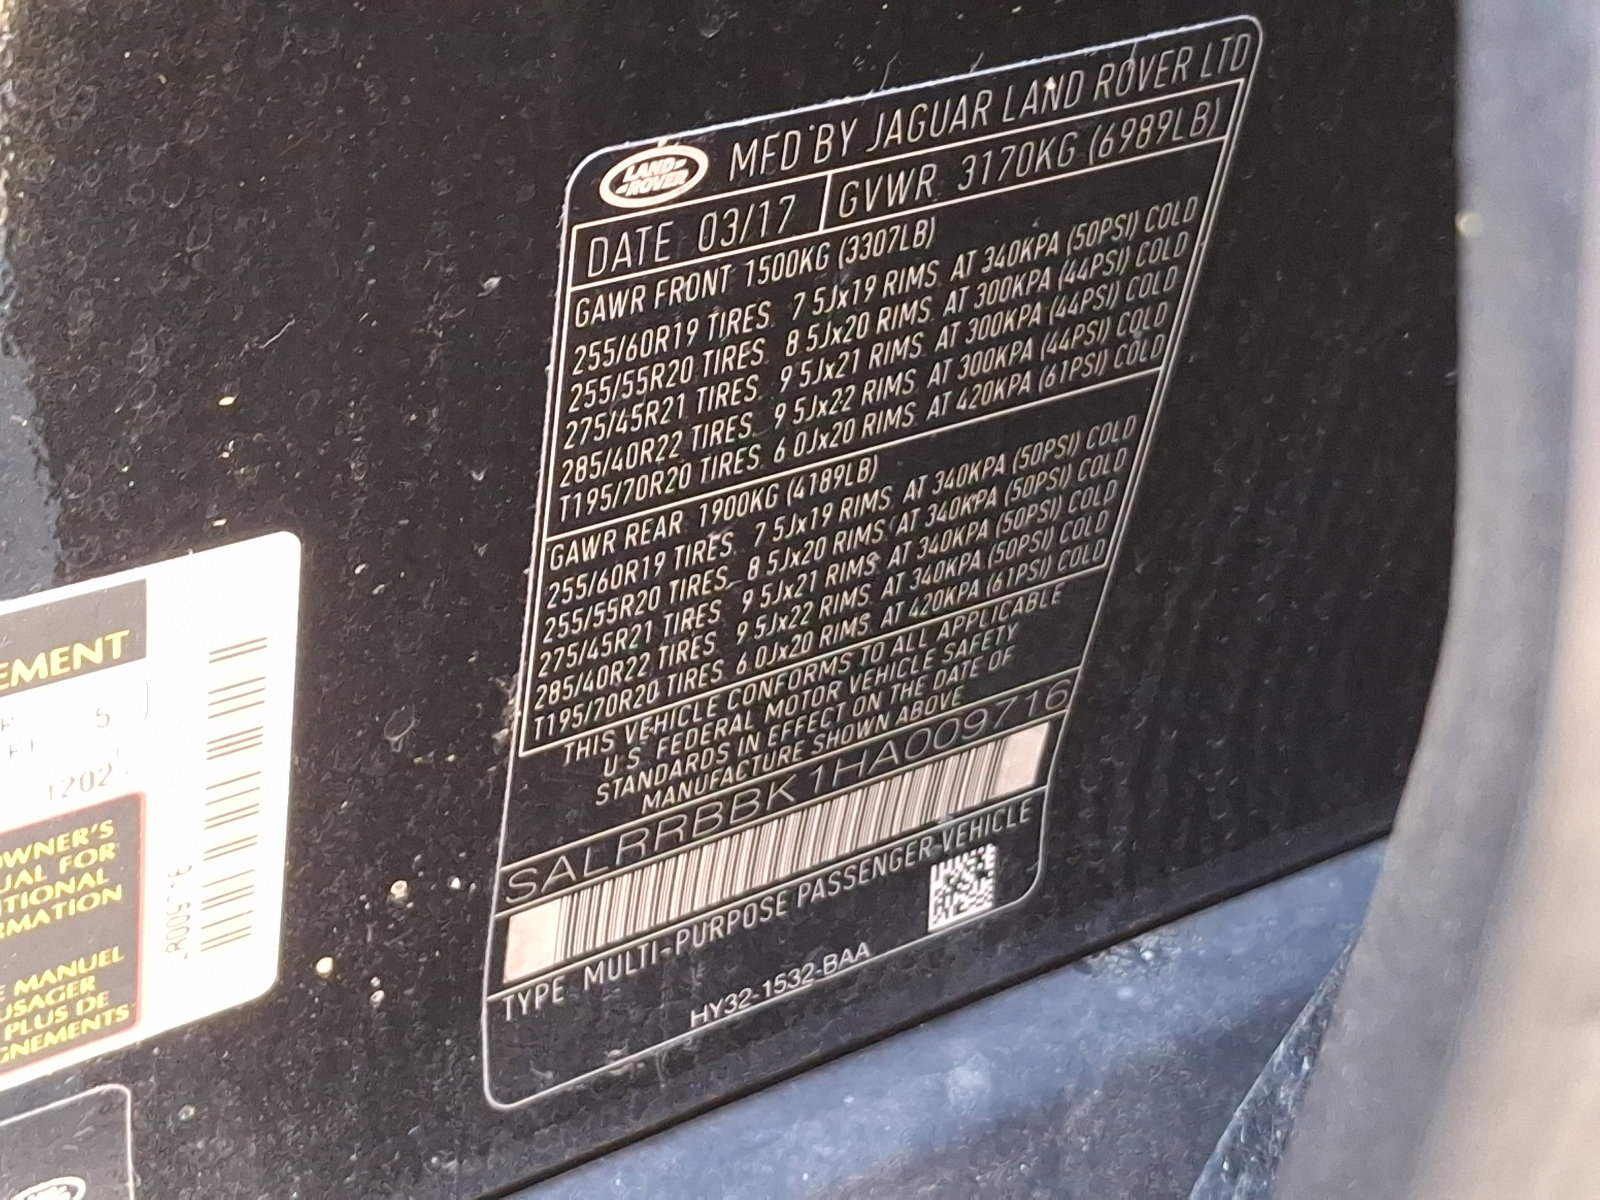 LAND-
-ROVER
MFD BY JAGUAR LAND ROVER LTD
DATE 03/17 GVWR 3170KG (6989LB)
GAWR FRONT 1500KG (3307LB)
255/60R19 TIRES. 7 5Jx19 RIMS. AT 340KPA (50PSI) COLD
255/55R20 TIRES. 8 5Jx20 RIMS. AT 300KPA (44PSI) COLD
275/45R21 TIRES. 9 5Jx21 RIMS. AT 300KPA (44PSI) COLD
285/40R22 TIRES. 9 5Jx22 RIMS. AT 300KPA (44PSI) COLD
T195/70R20 TIRES. 6 0Jx20 RIMS. AT 420KPA (61PSI) COLD
GAWR REAR 1900KG (4189LB)
255/60R19 TIRES. 7 5Jx19 RIMS. AT 340KPA (50PSI) COLD
255/55R20 TIRES. 8 5Jx20 RIMS. AT 340KPA (50PSI) COLD
275/45R21 TIRES. 9 5Jx21 RIMS. AT 340KPA (50PSI) COLD
285/40R22 TIRES. 9 5Jx22 RIMS. AT 340KPA (50PSI) COLD
T195/70R20 TIRES. 6 0Jx20 RIMS. AT 420KPA (61PSI) COLD
THIS VEHICLE CONFORMS TO ALL APPLICABLE
U.S. FEDERAL MOTOR VEHICLE SAFETY
STANDARDS IN EFFECT ON THE DATE OF
MANUFACTURE SHOWN ABOVE
SALRRBBK1HA009716
TYPE MULTI-PURPOSE PASSENGER VEHICLE
HY32-1532-BAA
EMENT
5
OWNER'S
UAL FOR
ITIONAL
RMATION
E MANUEL
USAGER
PLUS DE
GNEMENTS